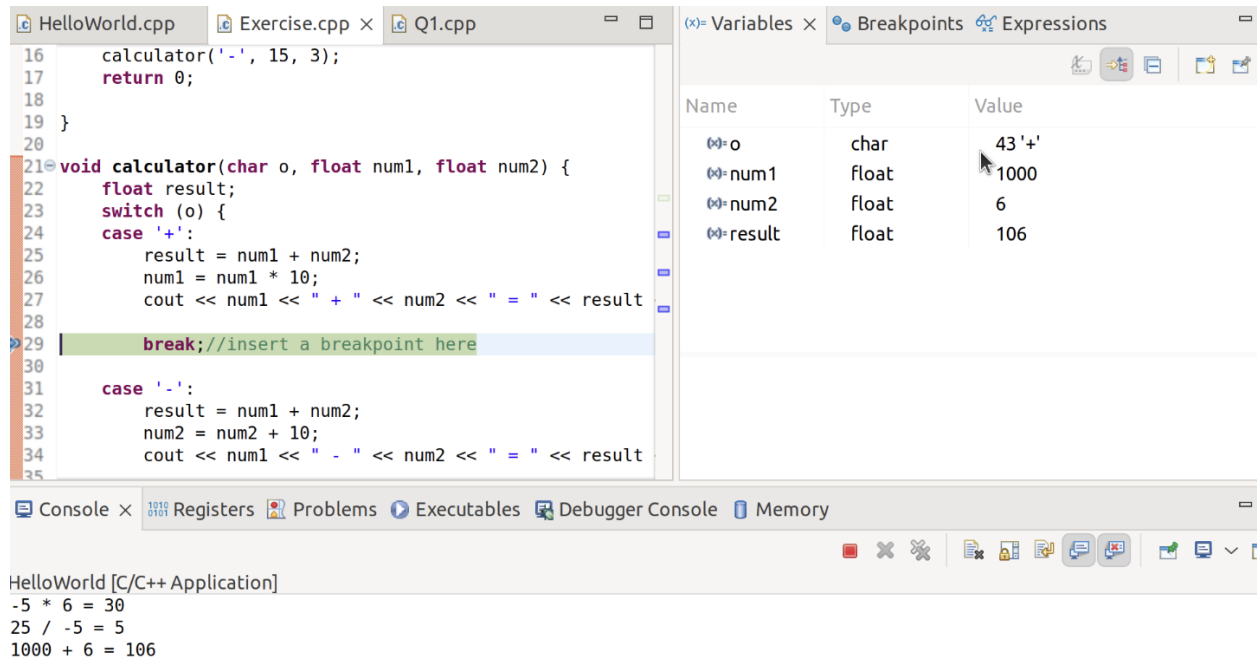 HelloWorld.cpp Exercise.cpp Q1.cpp
16 calculator('-', 15, 3);
17 return 0;
18
19 }
20
21 void calculator(char o, float num1, float num2) {
22 float result;
23 switch (o) {
24 case '+':
25 result = num1 + num2;
26 num1 = num1 * 10;
27 cout << num1 << " + " << num2 << " = " << result
28
29 break;//insert a breakpoint here
30
31 case '-':
32 result = num1 + num2;
33 num2 = num2 + 10;
34 cout << num1 << " - " << num2 << " = " << result
35
(x)= Variables Breakpoints Expressions
Name Type Value
(x)= o char 43 '+'
(x)= num1 float 1000
(x)= num2 float 6
(x)= result float 106
Console Registers Problems Executables Debugger Console Memory
HelloWorld [C/C++ Application]
-5 * 6 = 30
25 / -5 = 5
1000 + 6 = 106